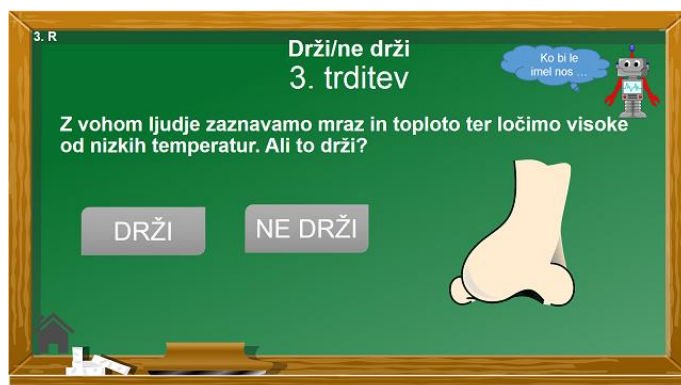 3. R
Drži/ne drži
3. trditev
Ko bi le
imel nos ...
Z vohom ljudje zaznavamo mraz in toploto ter ločimo visoke
od nizkih temperatur. Ali to drži?
DRŽI
NE DRŽI